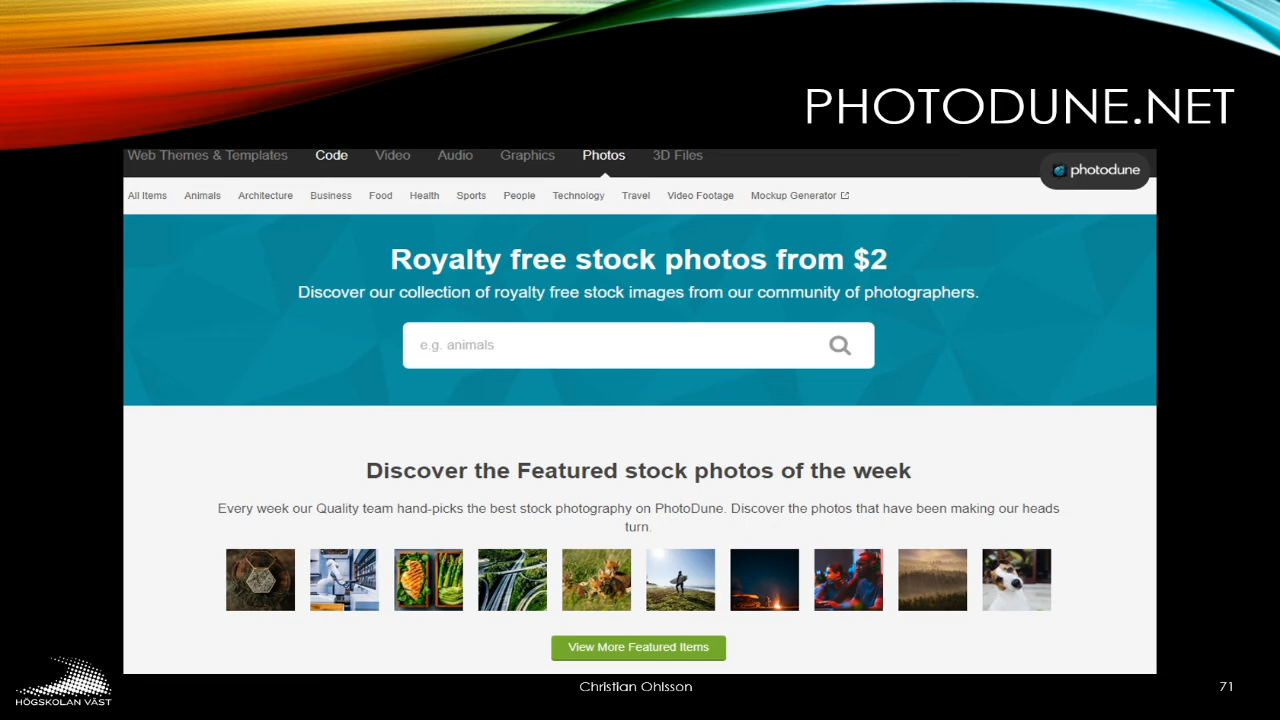 PHOTODUNE.NET
Web Themes & Templates Code Video Audio Graphics Photos 3D Files
photodune
All Items Animals Architecture Business Food Health Sports People Technology Travel Video Footage Mockup Generator
Royalty free stock photos from $2
Discover our collection of royalty free stock images from our community of photographers.
e.g. animals
Discover the Featured stock photos of the week
Every week our Quality team hand-picks the best stock photography on PhotoDune. Discover the photos that have been making our heads
turn.
View More Featured Items
HÖGSKOLAN VÄST
Christian Ohlsson
71